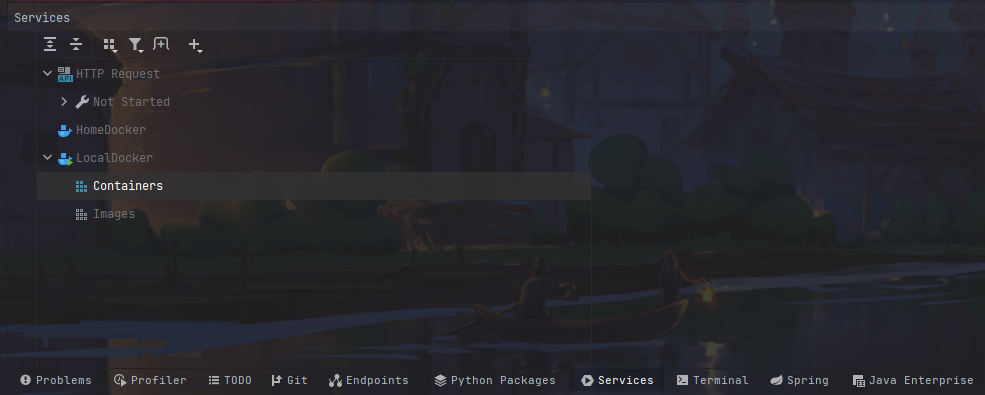 Services
HTTP Request
API
Not Started
HomeDocker
LocalDocker
Containers
Images
Problems Profiler TODO Git Endpoints Python Packages Services Terminal Spring Java Enterprise